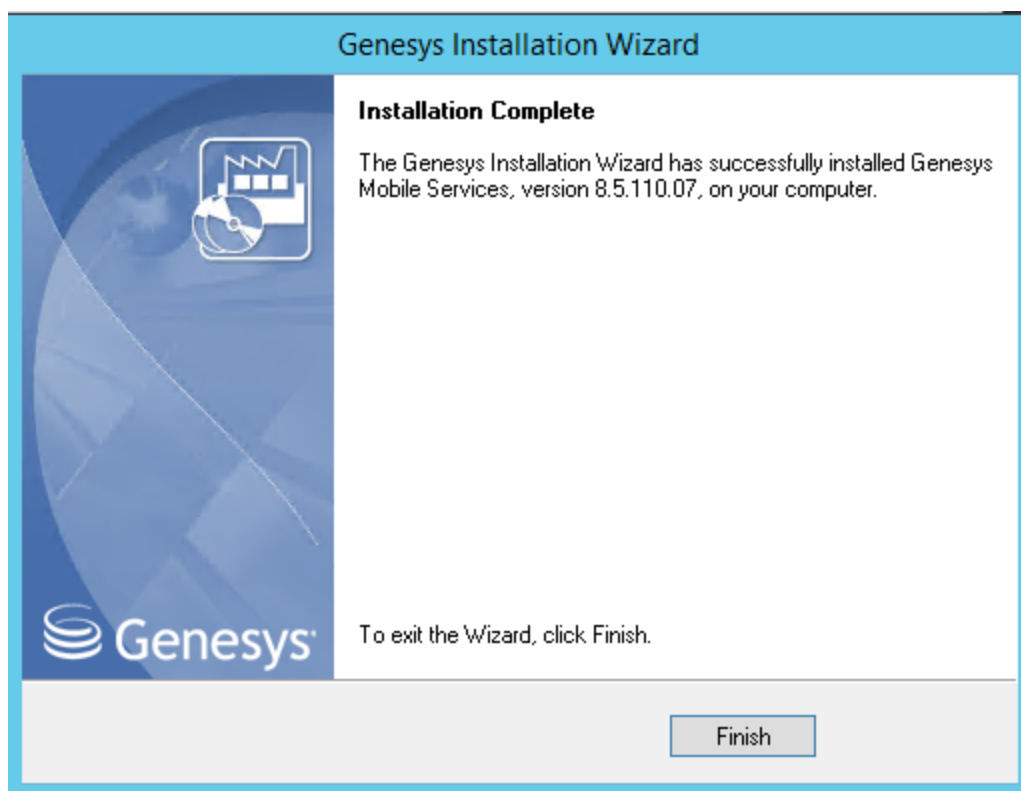 Genesys Installation Wizard
Installation Complete
The Genesys Installation Wizard has successfully installed Genesys
Mobile Services, version 8.5.110.07, on your computer.
Genesys
To exit the Wizard, click Finish.
Finish